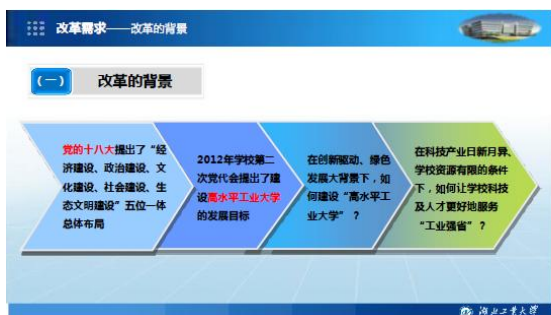 改革需求——改革的背景
(一) 改革的背景
党的十八大提出了“经
济建设、政治建设、文
化建设、社会建设、生
态文明建设”五位一体
总体布局
2012年学校第二
次党代会提出了建
设高水平工业大学
的发展目标
在创新驱动、绿色
发展大背景下，如
何建设“高水平工
业大学”？
在科技产业日新月异、
学校资源有限的条件
下，如何让学校科技
及人才更好地服务
“工业强省”？
湖北工业大学